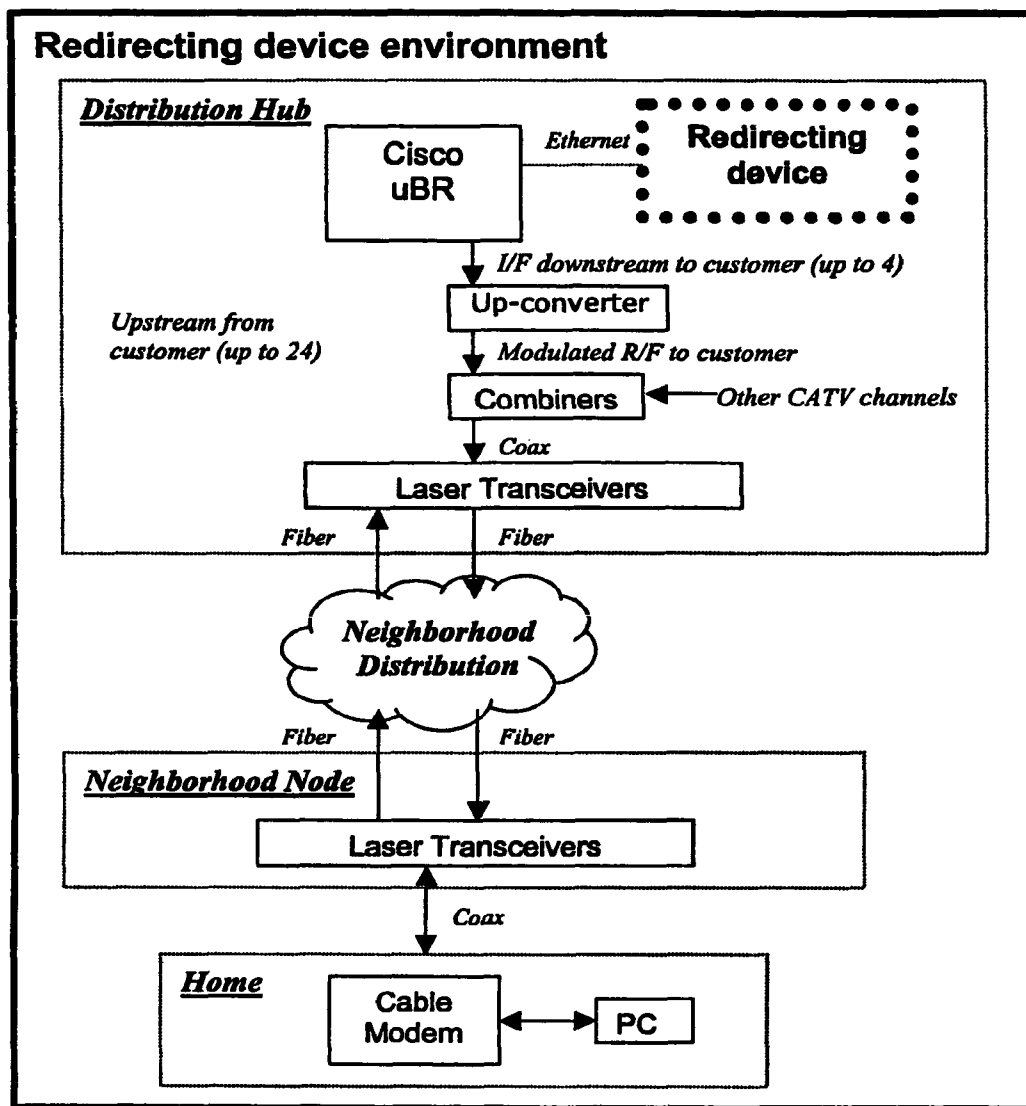 Redirecting device environment
Distribution Hub
Cisco
uBR
Ethernet
Redirecting
device
I/F downstream to customer (up to 4)
Up-converter
Upstream from
customer (up to 24)
Modulated R/F to customer
Combiners
Other CATV channels
Coax
Laser Transceivers
Fiber
Fiber
Neighborhood
Distribution
Fiber
Fiber
Neighborhood Node
Laser Transceivers
Coax
Home
Cable
Modem
PC